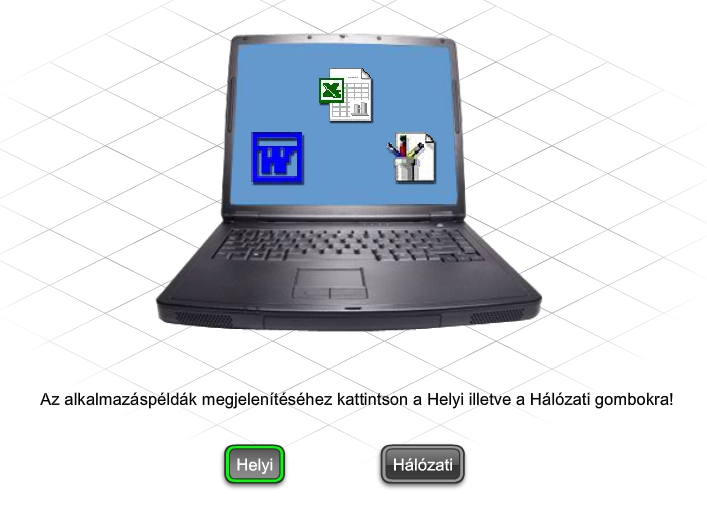 W
Az alkalmazáspéldák megjelenítéséhez kattintson a Helyi illetve a Hálózati gombokra!
Helyi
Hálózati